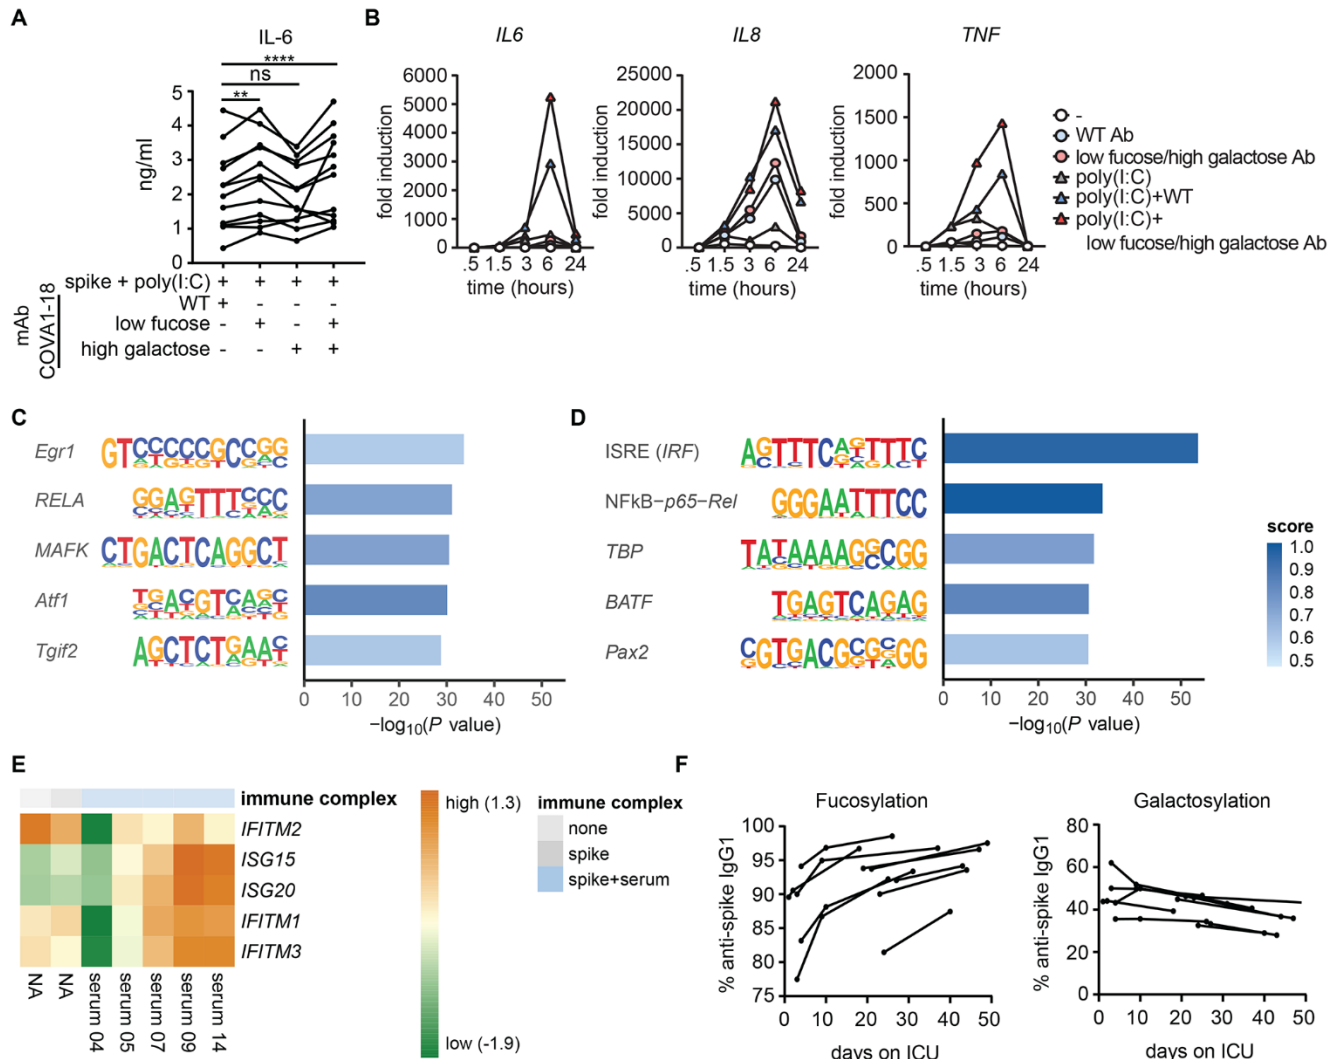 A
IL-6
****
ns
**
5
4
3
2
1
0
ng/ml
spike + poly(I:C) + + + +
WT + - - -
low fucose - + - +
high galactose - - + +
mAb
COVA1-18
B
IL6
6000
5000
4000
3000
2000
1000
0
fold induction
.5 1.5 3 6 24
time (hours)
IL8
25000
20000
15000
10000
5000
0
fold induction
.5 1.5 3 6 24
time (hours)
TNF
2000
1500
1000
500
0
fold induction
.5 1.5 3 6 24
time (hours)
-
WT Ab
low fucose/high galactose Ab
poly(I:C)
poly(I:C)+WT
poly(I:C)+
low fucose/high galactose Ab
C
Egr1
RELA
MAFK
Atf1
Tgif2
0 10 20 30 40 50
−log10(P value)
D
ISRE (IRF)
NFkB−p65−Rel
TBP
BATF
Pax2
0 10 20 30 40 50
−log10(P value)
score
1.0
0.9
0.8
0.7
0.6
0.5
E
immune complex
IFITM2
ISG15
ISG20
IFITM1
IFITM3
NA
NA
serum 04
serum 05
serum 07
serum 09
serum 14
high (1.3)
low (-1.9)
immune complex
none
spike
spike+serum
F
Fucosylation
100
95
90
85
80
75
% anti-spike IgG1
0 10 20 30 40 50
days on ICU
Galactosylation
80
60
40
20
0
% anti-spike IgG1
0 10 20 30 40 50
days on ICU